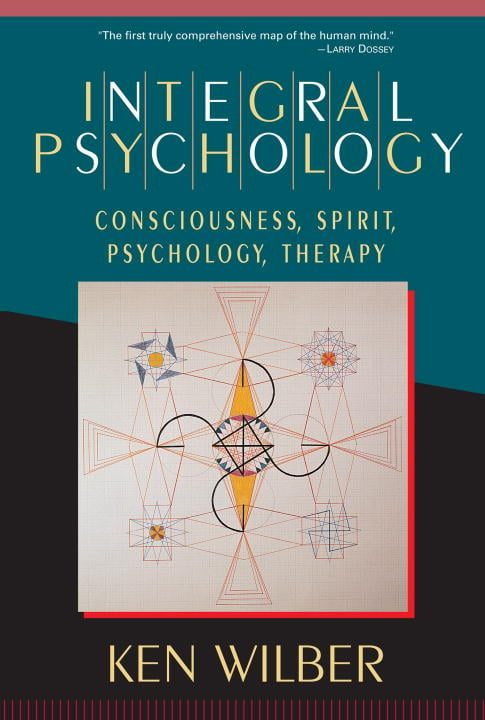 "The first truly comprehensive map of the human mind."
—LARRY DOSSEY
INTEGRAL
PSYCHOLOGY
CONSCIOUSNESS, SPIRIT,
PSYCHOLOGY, THERAPY
KEN WILBER